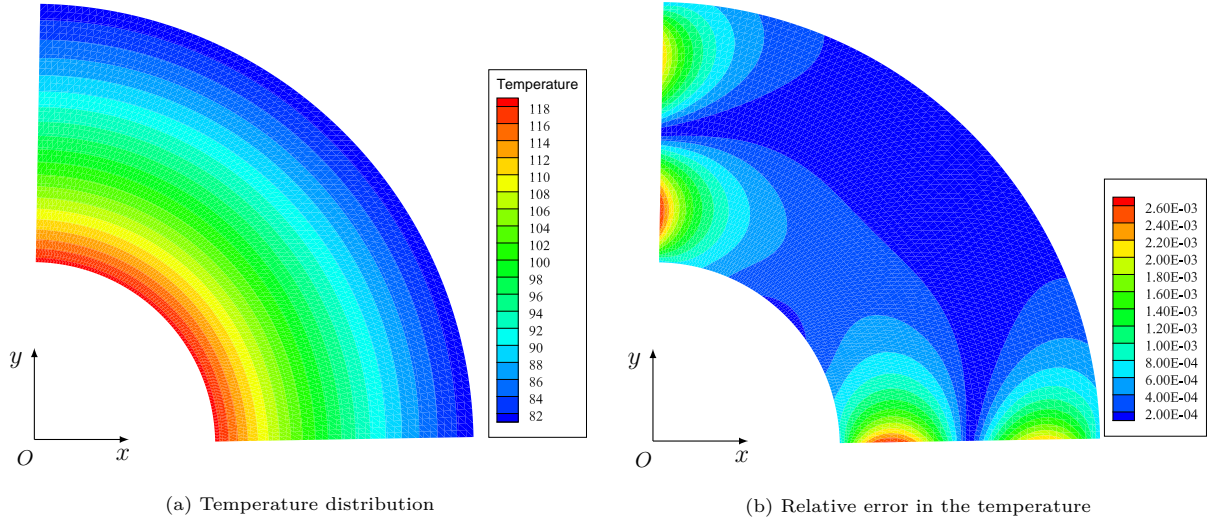 Temperature
118
116
114
112
110
108
106
104
102
100
98
96
94
92
90
88
86
84
82
y
O
x
(a) Temperature distribution
2.60E-03
2.40E-03
2.20E-03
2.00E-03
1.80E-03
1.60E-03
1.40E-03
1.20E-03
1.00E-03
8.00E-04
6.00E-04
4.00E-04
2.00E-04
y
O
x
(b) Relative error in the temperature